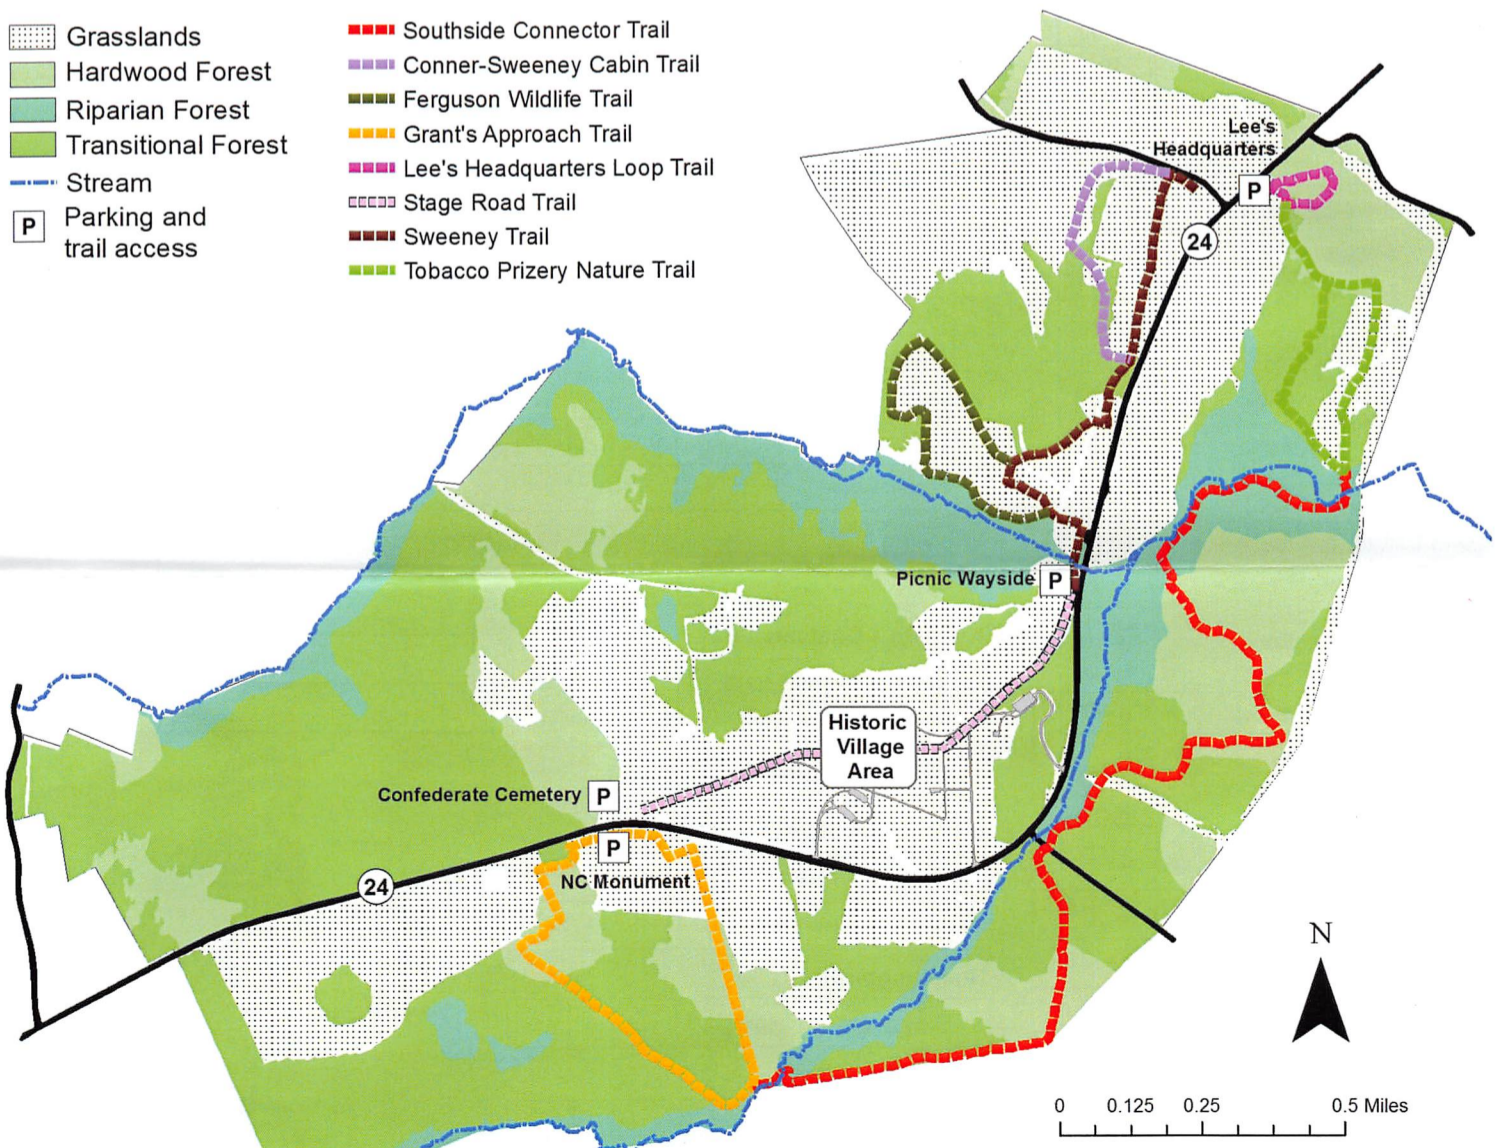 Grasslands
Hardwood Forest
Riparian Forest
Transitional Forest
Stream
P
Parking and
trail access
Southside Connector Trail
Conner-Sweeney Cabin Trail
Ferguson Wildlife Trail
Grant's Approach Trail
Lee's Headquarters Loop Trail
Stage Road Trail
Sweeney Trail
Tobacco Prizery Nature Trail
Lee's
Headquarters
P
24
Picnic Wayside P
Historic
Village
Area
Confederate Cemetery P
P
NC Monument
24
N
0 0.125 0.25 0.5 Miles